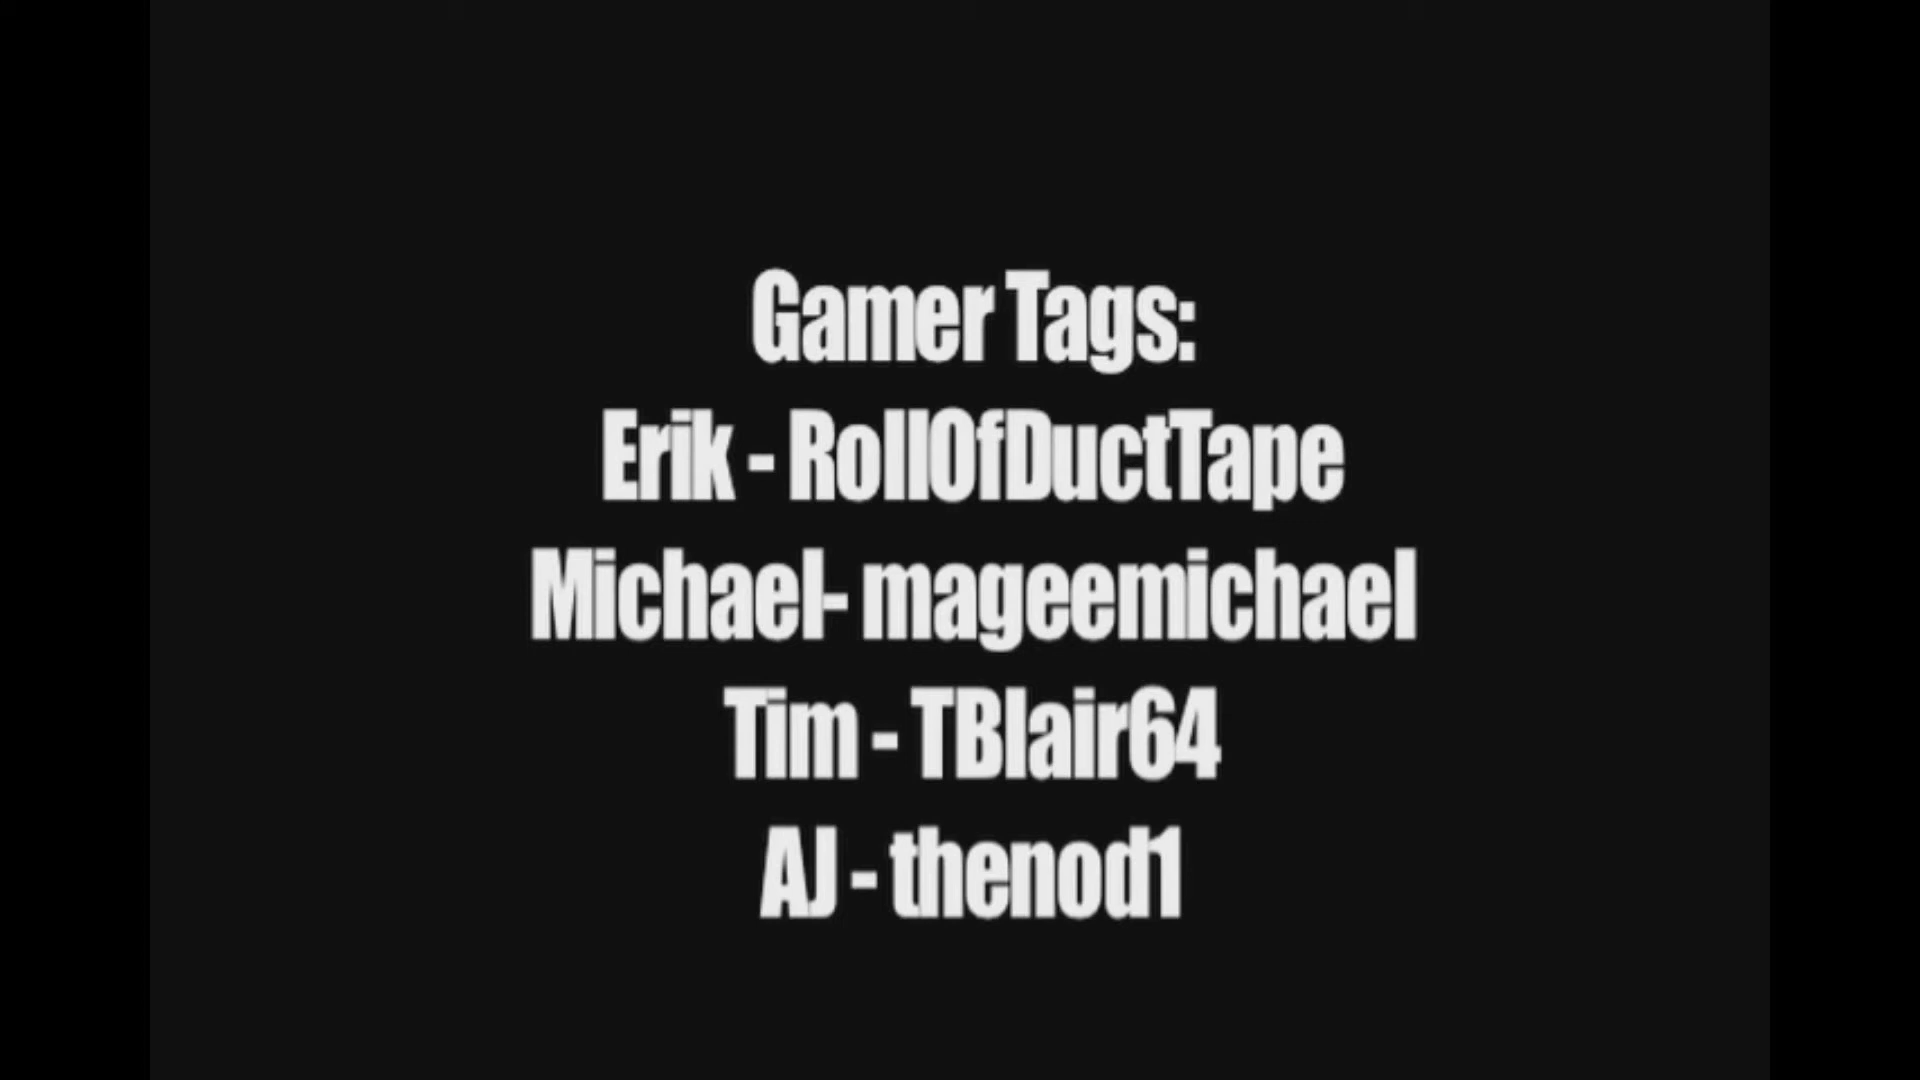 Gamer Tags:
Erik - RollOfDuctTape
Michael- mageemichael
Tim - TBlair64
AJ - thenod1